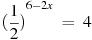 (1/2)^{6-2x} = 4